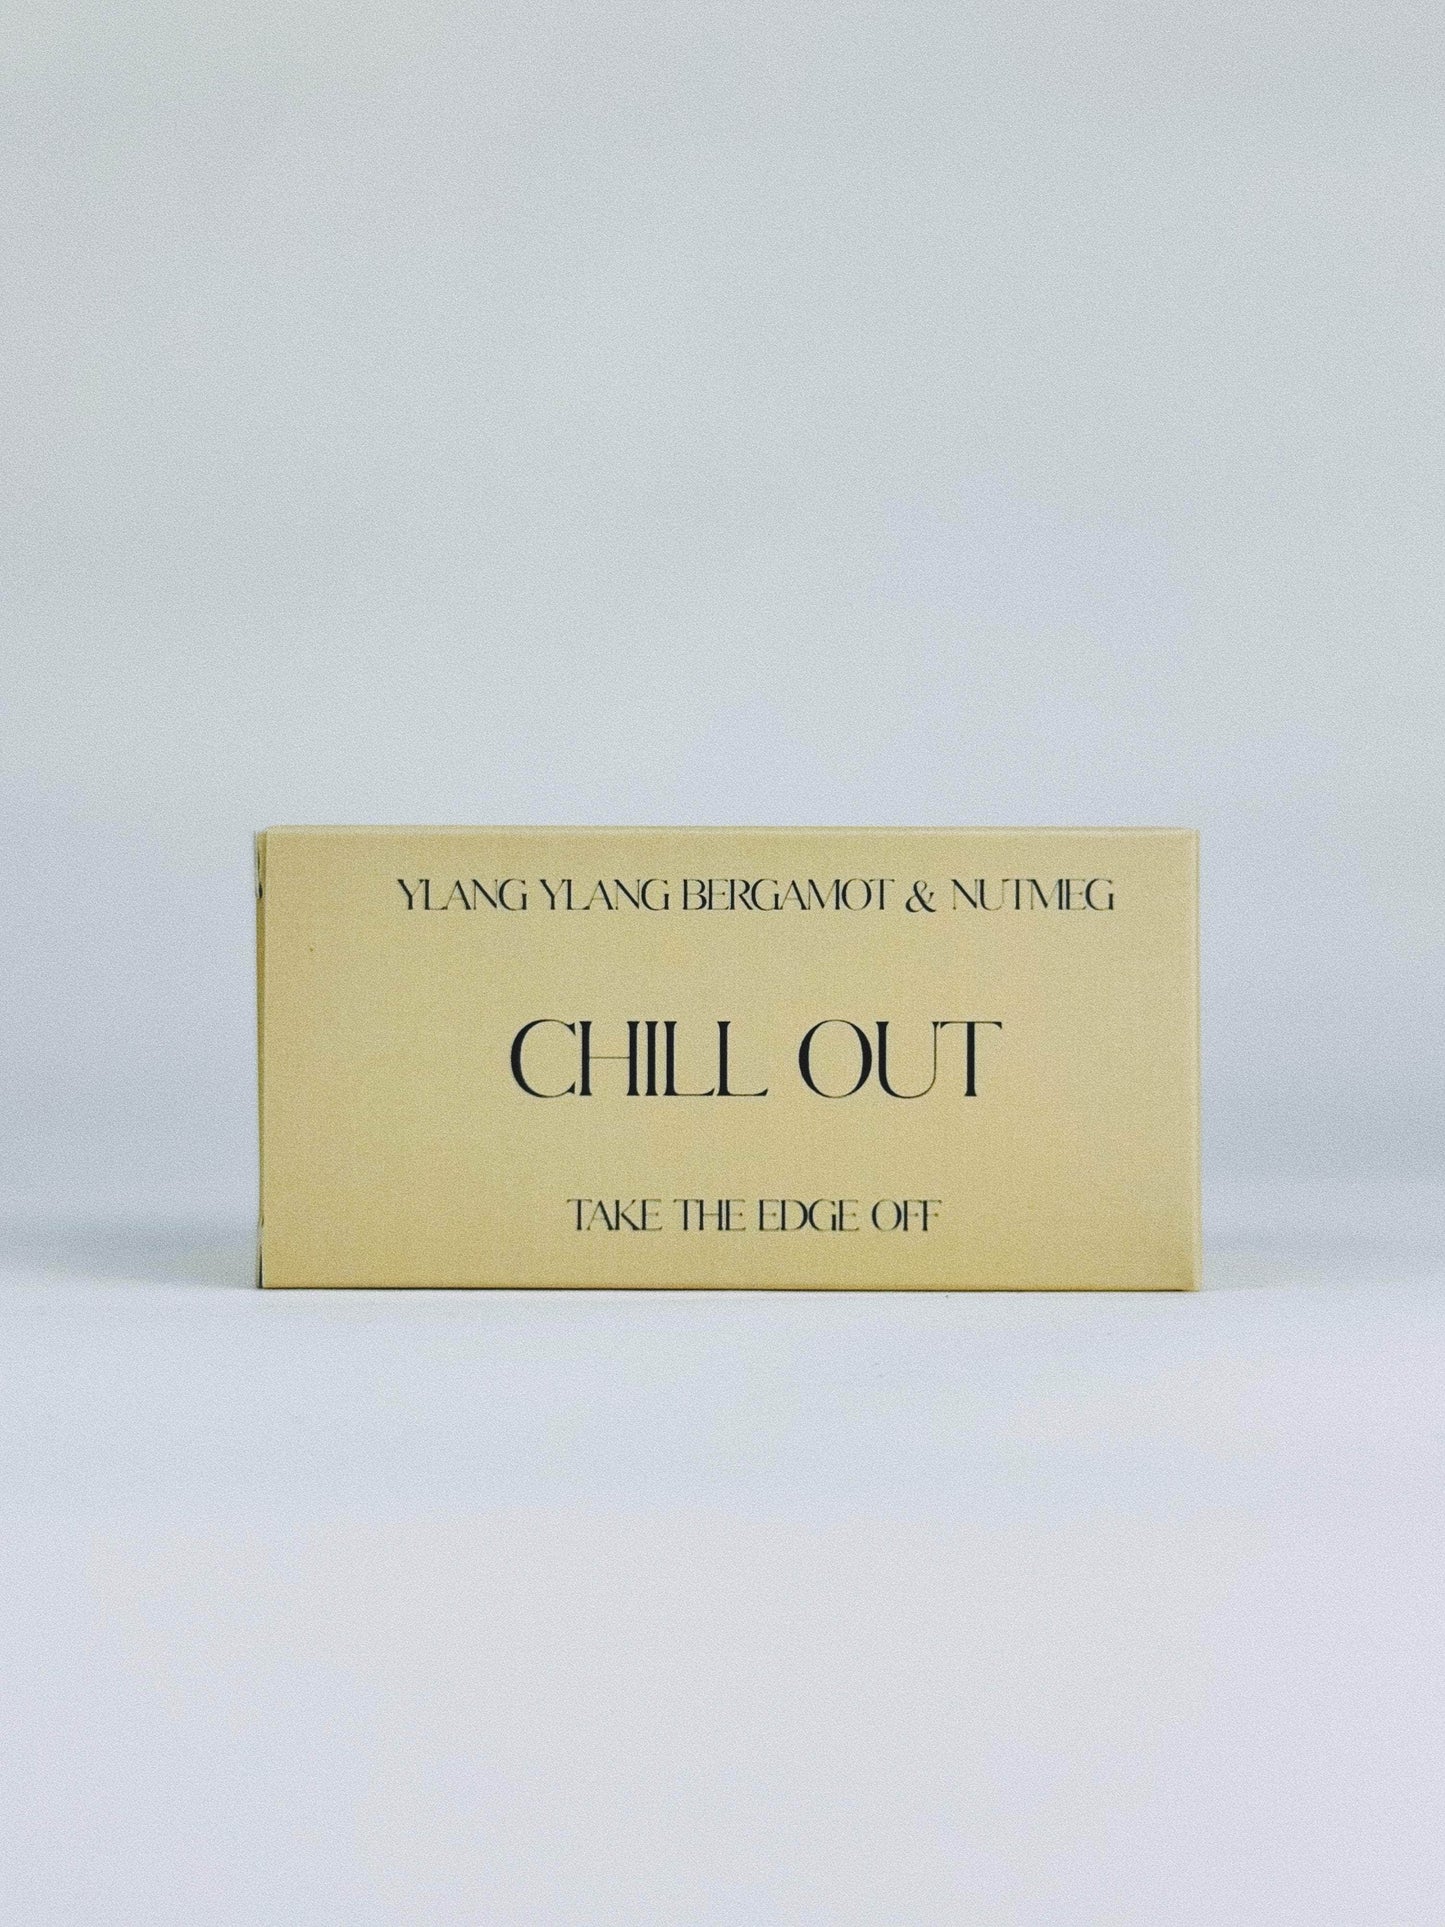 YLANG YLANG BERGAMOT & NUTMEG
CHILL OUT
TAKE THE EDGE OFF